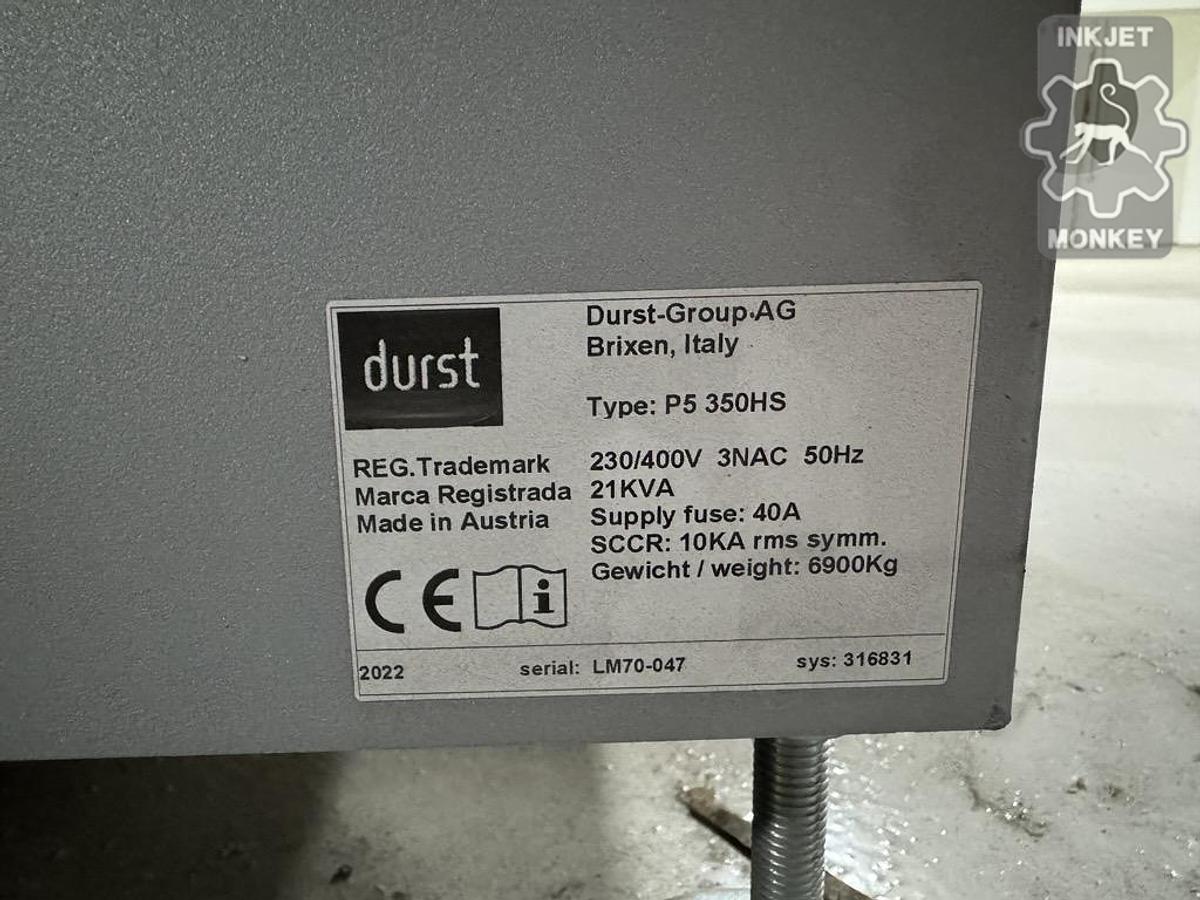 INKJET
MONKEY
durst
Durst-Group AG
Brixen, Italy
Type: P5 350HS
REG.Trademark
Marca Registrada
Made in Austria
230/400V 3NAC 50Hz
21KVA
Supply fuse: 40A
SCCR: 10KA rms symm.
Gewicht / weight: 6900Kg
CE
i
2022 serial: LM70-047 sys: 316831